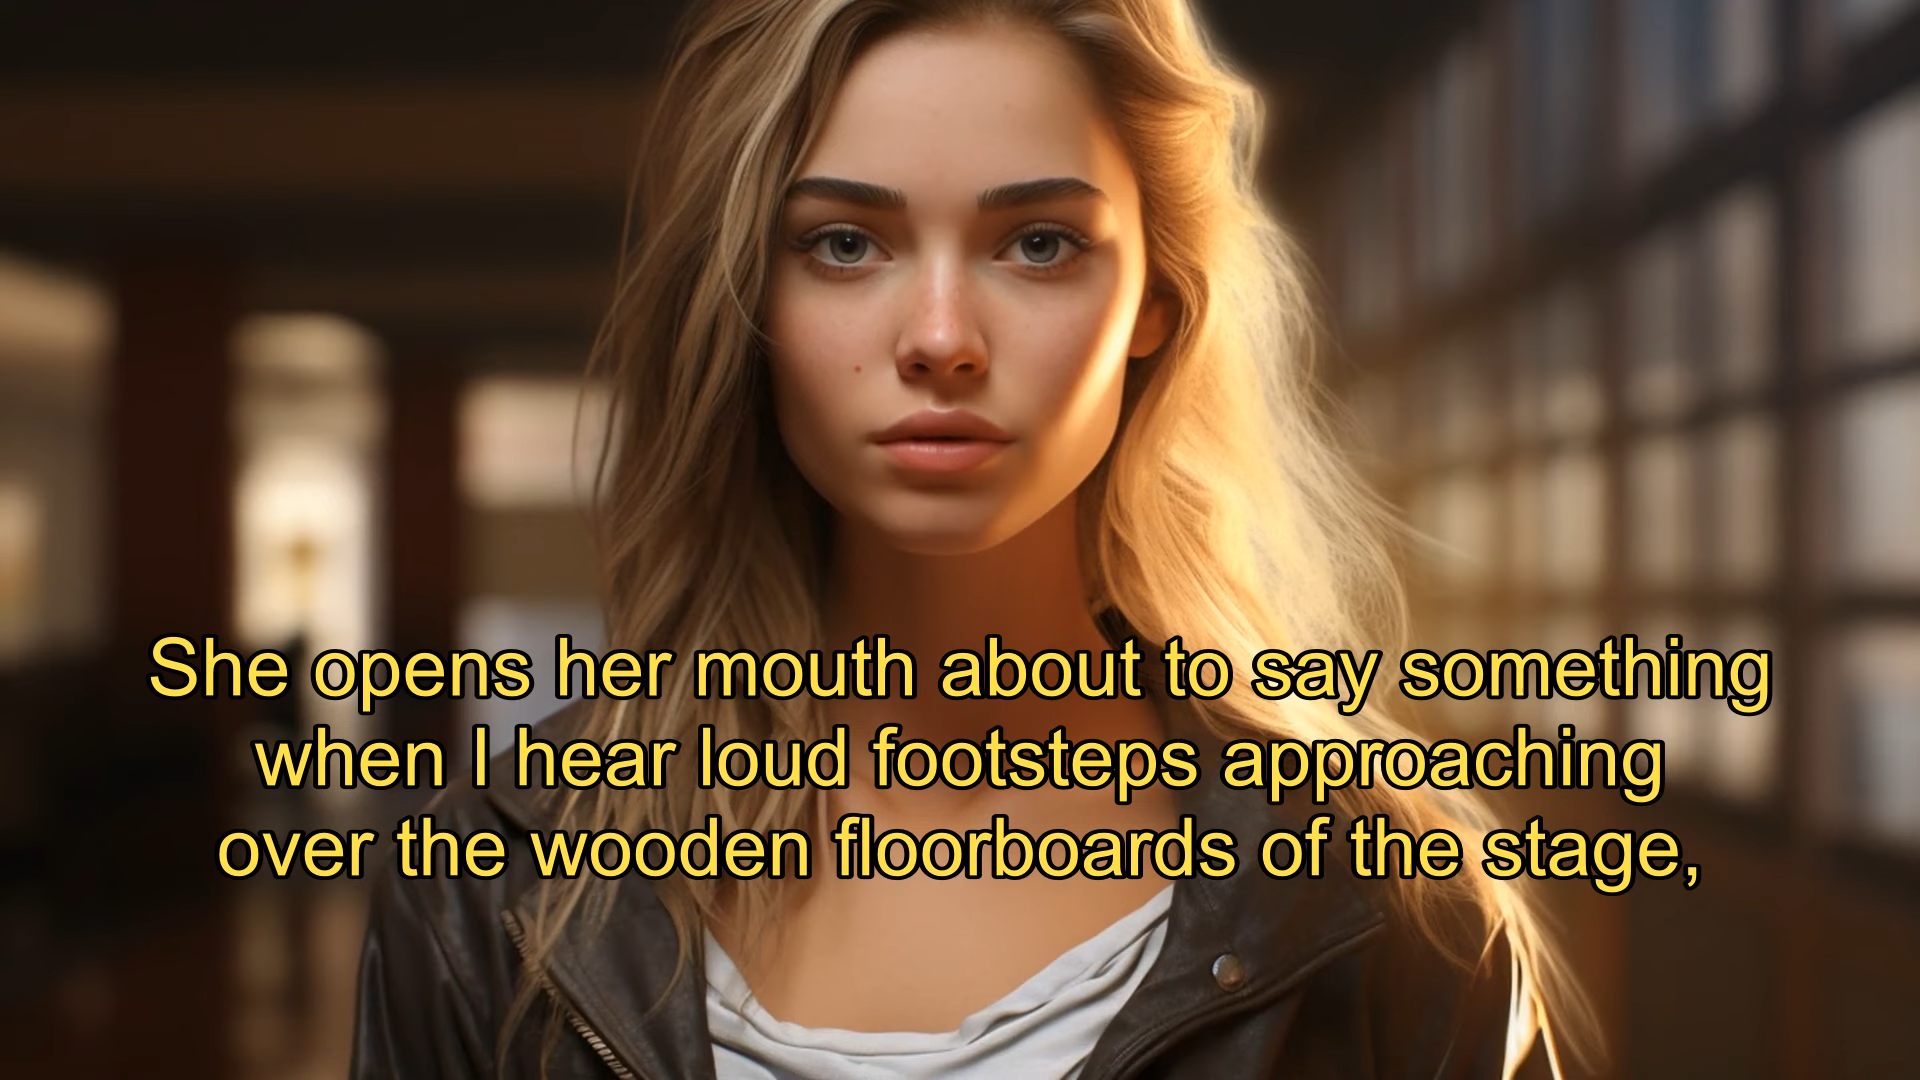 She opens her mouth about to say something
when I hear loud footsteps approaching
over the wooden floorboards of the stage,